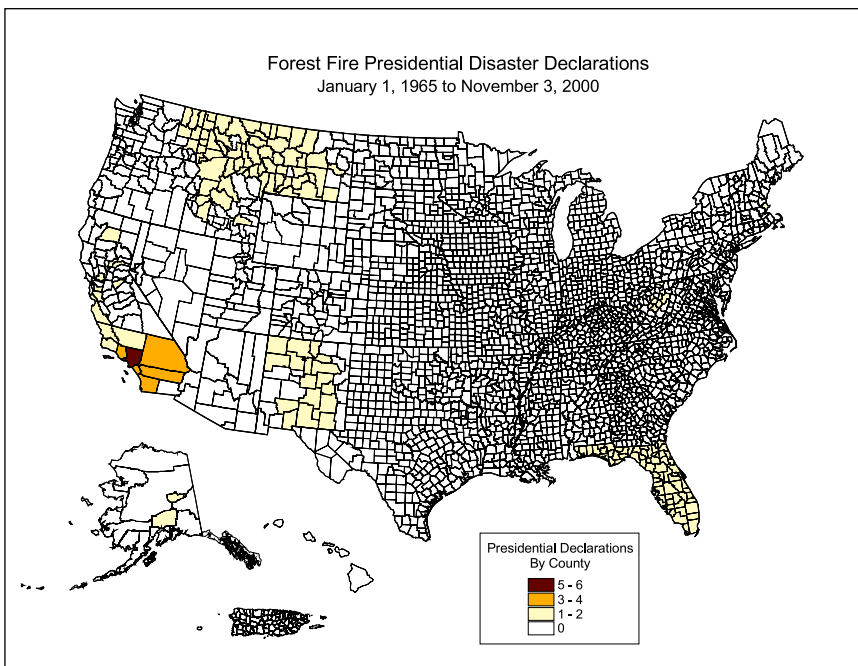 Forest Fire Presidential Disaster Declarations
January 1, 1965 to November 3, 2000
Presidential Declarations
By County
5 - 6
3 - 4
1 - 2
0